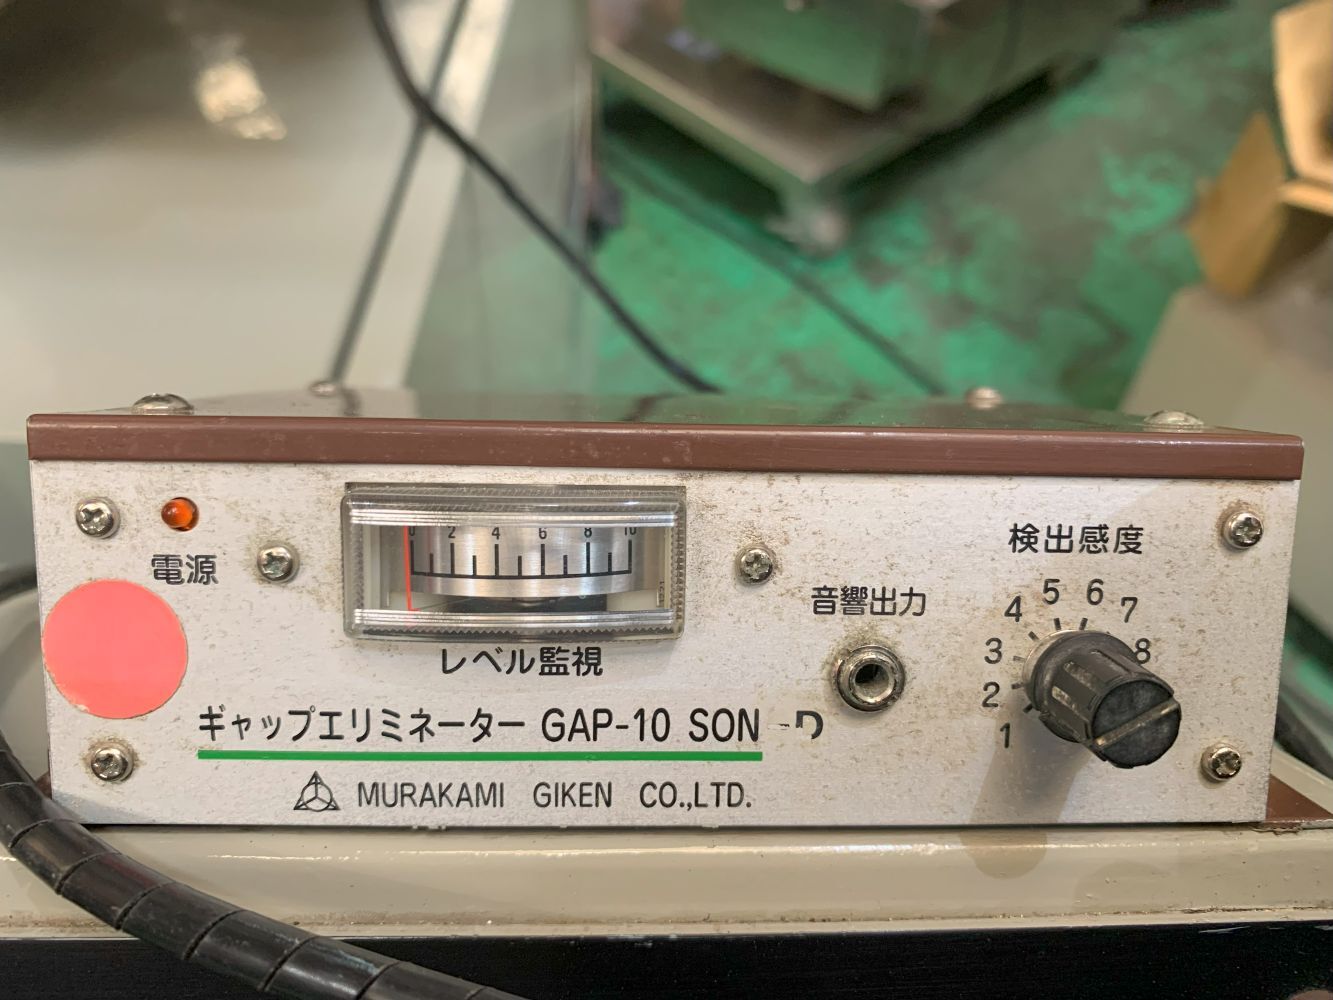 0 2 4 6 8 10
電源
レベル監視
音響出力
検出感度
1 2 3 4 5 6 7 8
ギャップエリミネーター GAP-10 SON -D
MURAKAMI GIKEN CO.,LTD.